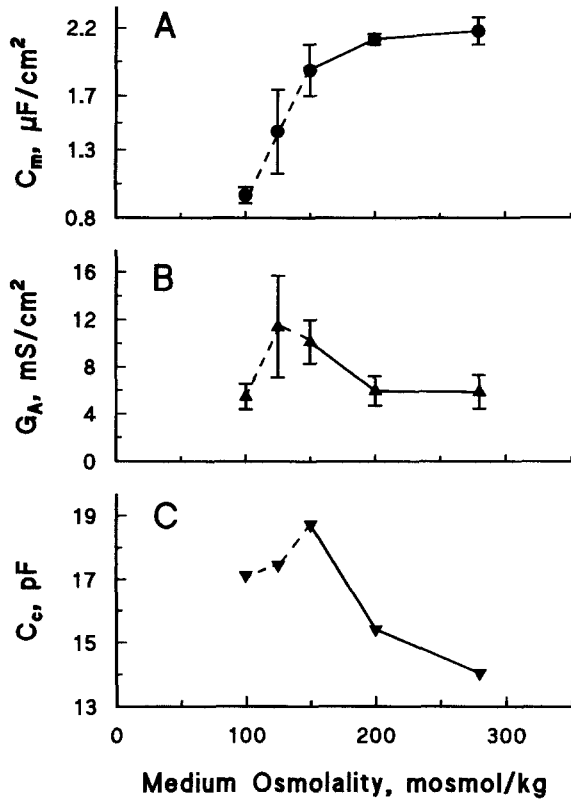 A
C_m, µF/cm²
2.2
1.7
1.3
0.8
B
G_A, mS/cm²
16
12
8
4
0
C
C_c, pF
19
17
15
13
0 100 200 300
Medium Osmolality, mosmol/kg